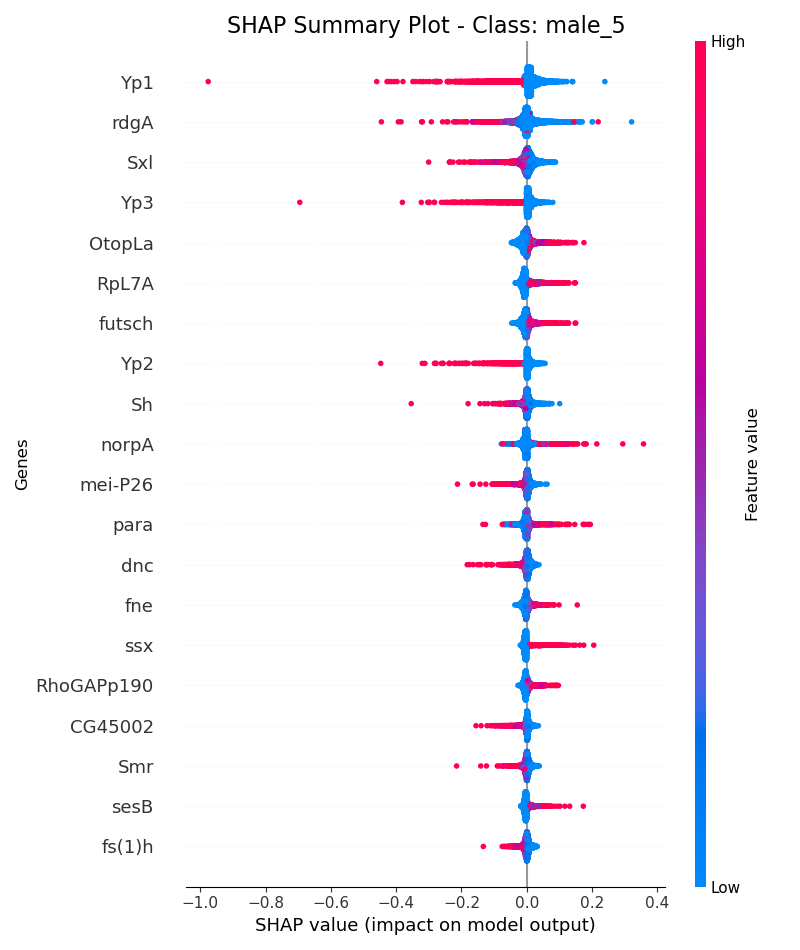 SHAP Summary Plot - Class: male_5
High
Yp1
rdgA
Sxl
Yp3
OtopLa
RpL7A
futsch
Yp2
Sh
norpA
mei-P26
para
dnc
fne
ssx
RhoGAPp190
CG45002
Smr
sesB
fs(1)h
Genes
Feature value
Low
−1.0 −0.8 −0.6 −0.4 −0.2 0.0 0.2 0.4
SHAP value (impact on model output)